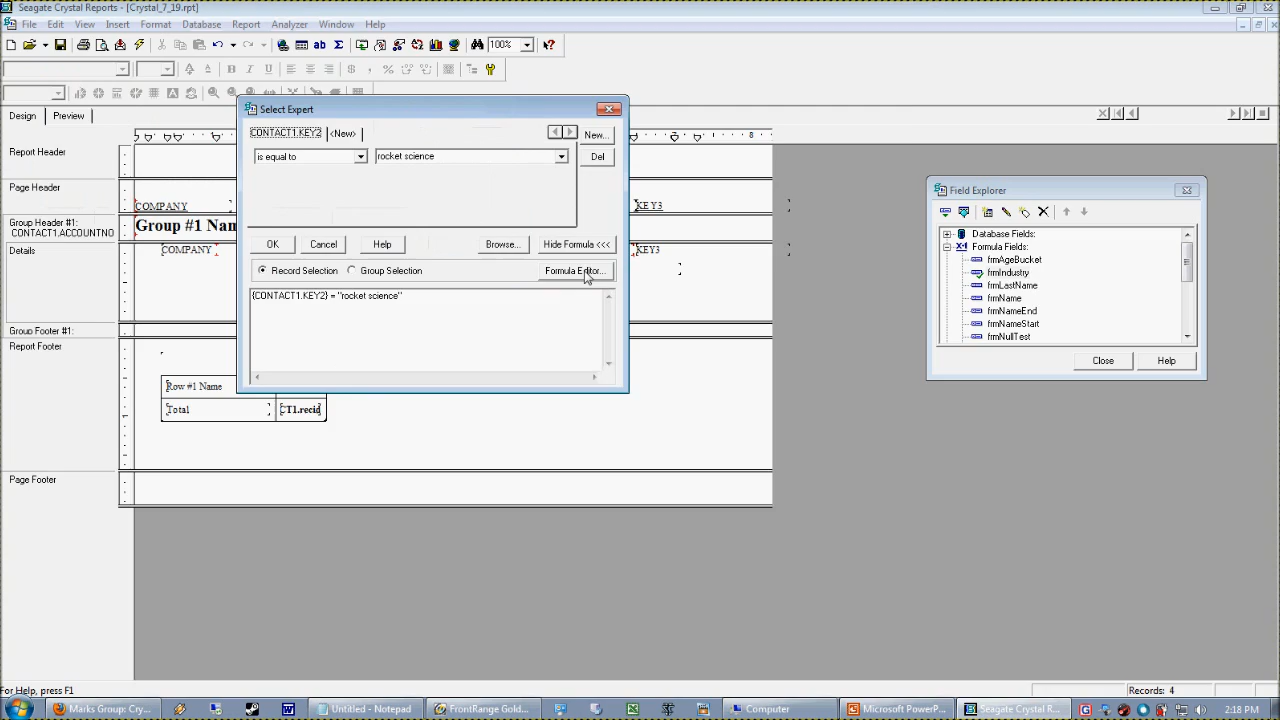 Seagate Crystal Reports - [Crystal_7_19.rpt]
File Edit View Insert Format Database Report Analyzer Window Help
100%
Design Preview
Select Expert
CONTACT1.KEY2 <New>
New...
is equal to rocket science Del
OK Cancel Help Browse... Hide Formula <<<
Record Selection Group Selection Formula Editor...
{CONTACT1.KEY2} = "rocket science"
8
Report Header
Page Header
COMPANY KEY3
Group Header #1:
CONTACT1.ACCOUNTNO
Group #1 Nam
Details
COMPANY KEY3
Group Footer #1:
Report Footer
Row #1 Name
Total CT1.recid
Page Footer
Field Explorer
Database Fields:
Formula Fields:
frmAgeBucket
frmIndustry
frmLastName
frmName
frmNameEnd
frmNameStart
frmNullTest
Close Help
For Help, press F1
Records: 4
Marks Group: Cry...
Untitled - Notepad
FrontRange Gold...
Computer
Microsoft PowerP...
Seagate Crystal R...
2:18 PM